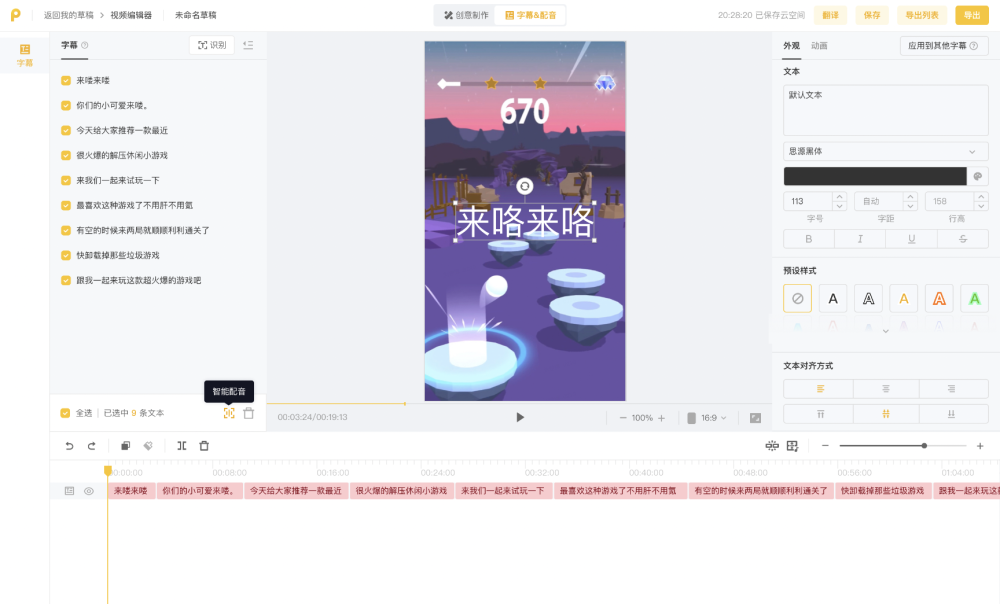 返回我的草稿 > 视频编辑器 未命名草稿
创意制作 字幕&配音
20:28:20 已保存云空间 翻译 保存 导出列表 导出
字幕
字幕 识别
来喽来喽
你们的小可爱来喽。
今天给大家推荐一款最近
很火爆的解压休闲小游戏
来我们一起来试玩一下
最喜欢这种游戏了不用肝不用氪
有空的时候来两局就顺顺利利通关了
快卸载掉那些垃圾游戏
跟我一起来玩这款超火爆的游戏吧
智能配音
全选 已选中 9 条文本
670
来咯来咯
00:03:24/00:19:13
100%
16:9
外观 动画 应用到其他字幕
文本
默认文本
思源黑体
113 自动 158
字号 字距 行高
B I U S
预设样式
A A A A A
文本对齐方式
00:00:00 00:08:00 00:16:00 00:24:00 00:32:00 00:40:00 00:48:00 00:56:00 01:04:00
来喽来喽 你们的小可爱来喽。 今天给大家推荐一款最近 很火爆的解压休闲小游戏 来我们一起来试玩一下 最喜欢这种游戏了不用肝不用氪 有空的时候来两局就顺顺利利通关了 快卸载掉那些垃圾游戏 跟我一起来玩这